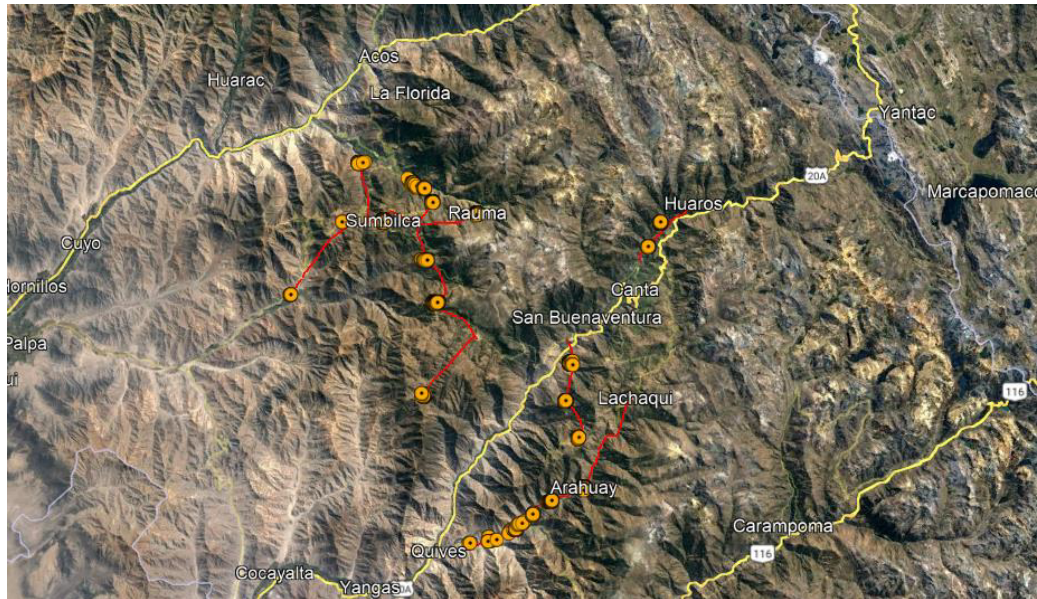 Acos
Huarac
La Florida
Yantac
20A
Marcapomaco
Huaros
Rauma
Sumbilca
Cuyo
Hornillos
Canta
San Buenaventura
Palpa
ui
116
Lachaqui
Arahuay
Carampoma
Quives
116
Cocayalta
Yangas